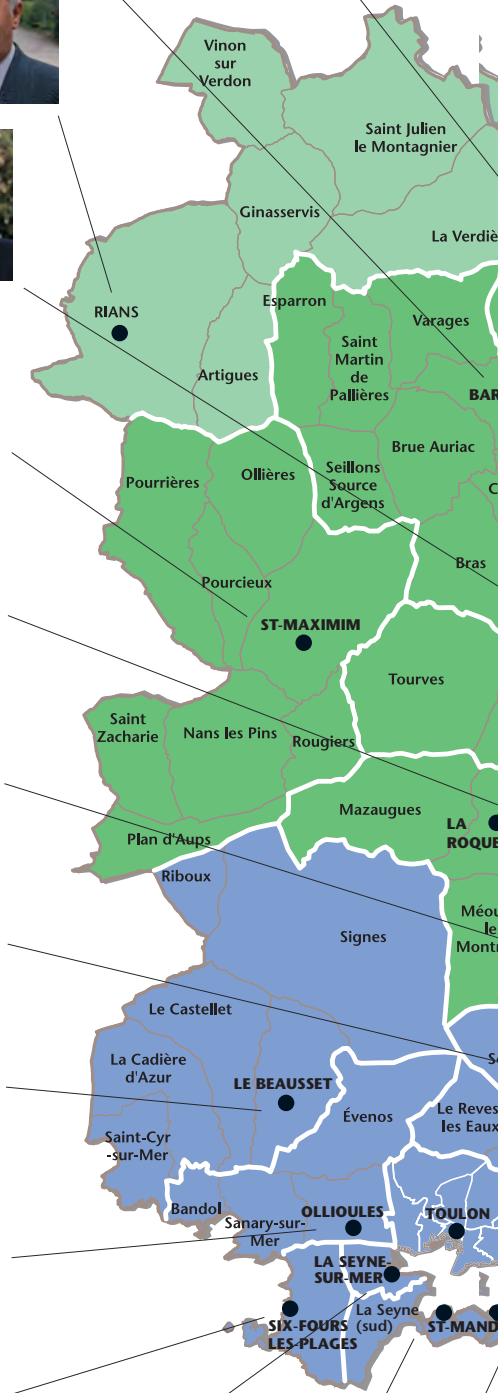 Vinon
sur
Verdon
Saint Julien
le Montagnier
Ginasservis
La Verdiè
RIANS
Esparron
Varages
Saint
Martin
de
Pallières
Artigues
BAR
Brue Auriac
Ollières
Seillons
Source
d'Argens
Pourrières
C
Bras
Pourcieux
ST-MAXIMIM
Tourves
Saint
Zacharie
Nans les Pins
Rougiers
Mazaugues
LA
ROQUE
Plan d'Aups
Riboux
Méou
le
Montr
Signes
Le Castellet
La Cadière
d'Azur
LE BEAUSSET
Évenos
Le Reves
les Eaux
Saint-Cyr
-sur-Mer
Bandol
Sanary-sur-
Mer
OLLIOULES
TOULON
LA SEYNE-
SUR-MER
La Seyne
(sud)
SIX-FOURS
LES-PLAGES
ST-MAND